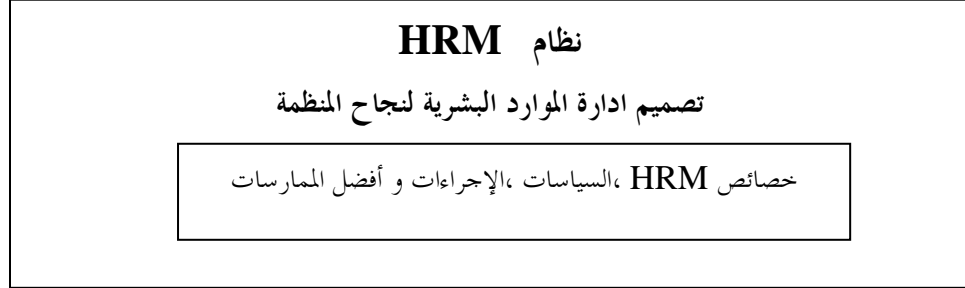 نظام HRM
تصميم ادارة الموارد البشرية لنجاح المنظمة
خصائص HRM ،السياسات ،الإجراءات و أفضل الممارسات